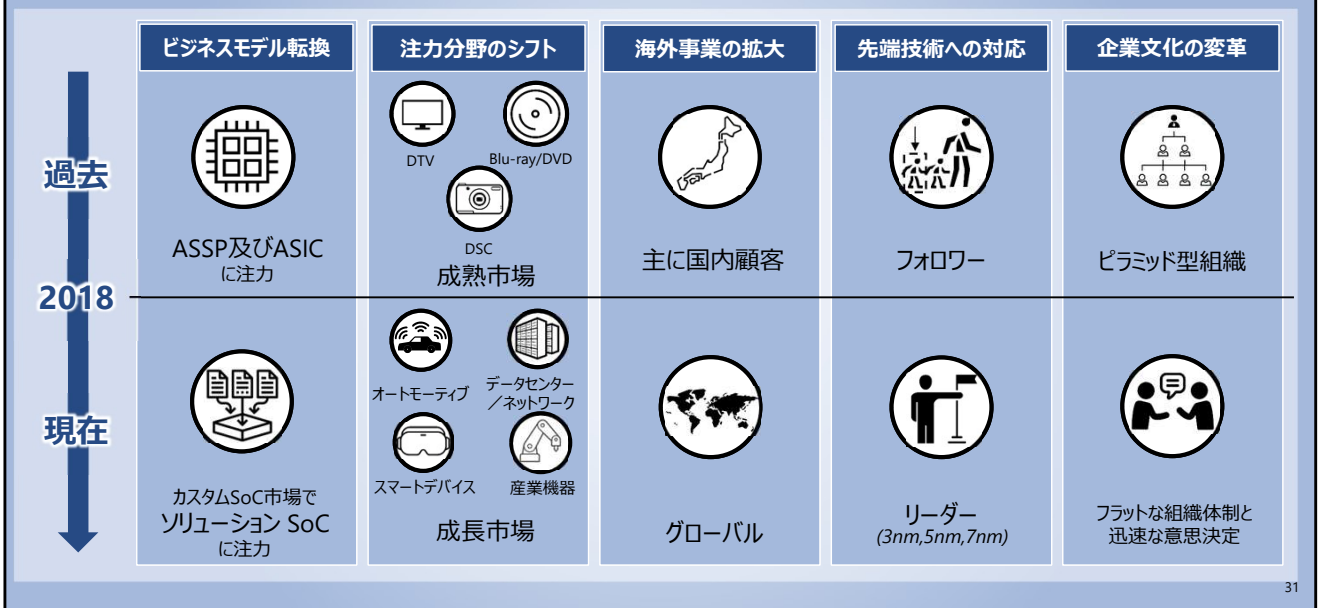 ビジネスモデル転換
注力分野のシフト
海外事業の拡大
先端技術への対応
企業文化の変革
過去
ASSP及びASIC
に注力
DTV
Blu-ray/DVD
DSC
成熟市場
主に国内顧客
フォロワー
ピラミッド型組織
2018
現在
カスタムSoC市場で
ソリューション SoC
に注力
オートモーティブ
データセンター
／ネットワーク
スマートデバイス
産業機器
成長市場
グローバル
リーダー
(3nm,5nm,7nm)
フラットな組織体制と
迅速な意思決定
31